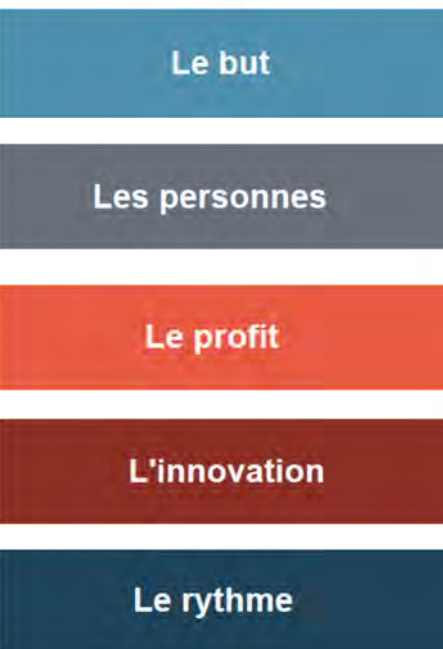 Le but
Les personnes
Le profit
L'innovation
Le rythme